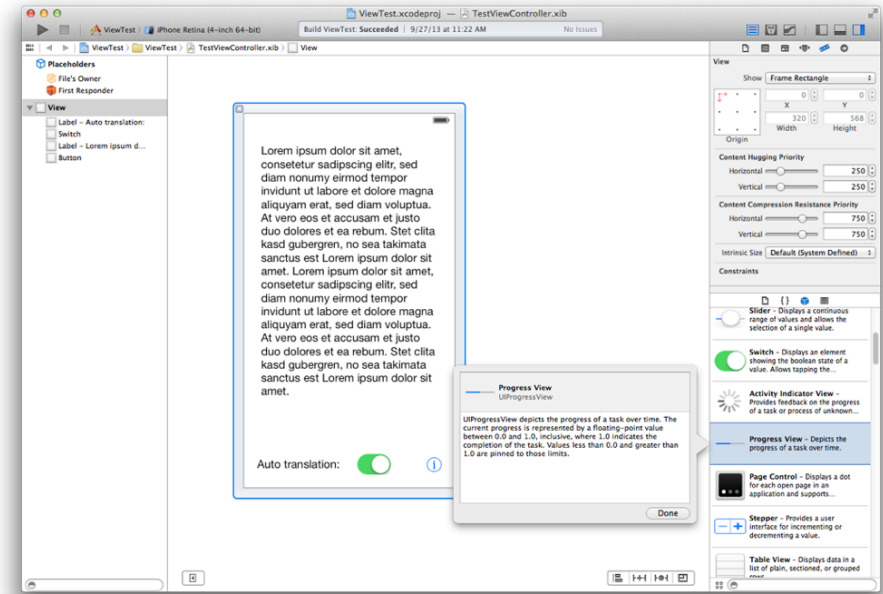 ViewTest.xcodeproj — TestViewController.xib
ViewTest
iPhone Retina (4-inch 64-bit)
Build ViewTest: Succeeded | 9/27/13 at 11:22 AM
No Issues
ViewTest
ViewTest
TestViewController.xib
View
Placeholders
File's Owner
First Responder
View
Label - Auto translation:
Switch
Label - Lorem ipsum d...
Button
Lorem ipsum dolor sit amet,
consetetur sadipscing elitr, sed
diam nonumy eirmod tempor
invidunt ut labore et dolore magna
aliquyam erat, sed diam voluptua.
At vero eos et accusam et justo
duo dolores et ea rebum. Stet clita
kasd gubergren, no sea takimata
sanctus est Lorem ipsum dolor sit
amet. Lorem ipsum dolor sit amet,
consetetur sadipscing elitr, sed
diam nonumy eirmod tempor
invidunt ut labore et dolore magna
aliquyam erat, sed diam voluptua.
At vero eos et accusam et justo
duo dolores et ea rebum. Stet clita
kasd gubergren, no sea takimata
sanctus est Lorem ipsum dolor sit
amet.
Auto translation:
Progress View
UIProgressView
UIProgressView depicts the progress of a task over time. The
current progress is represented by a floating-point value
between 0.0 and 1.0, inclusive, where 1.0 indicates the
completion of the task. Values less than 0.0 and greater than
1.0 are pinned to those limits.
Done
View
Show
Frame Rectangle
0
0
X
Y
320
568
Width
Height
Origin
Content Hugging Priority
Horizontal
250
Vertical
250
Content Compression Resistance Priority
Horizontal
750
Vertical
750
Intrinsic Size
Default (System Defined)
Constraints
{}
Slider - Displays a continuous
range of values and allows the
selection of a single value.
Switch - Displays an element
showing the boolean state of a
value. Allows tapping the...
Activity Indicator View -
Provides feedback on the progress
of a task or process of unknown...
Progress View - Depicts the
progress of a task over time.
Page Control - Displays a dot
for each open page in an
application and supports...
Stepper - Provides a user
interface for incrementing or
decrementing a value.
Table View - Displays data in a
list of plain, sectioned, or grouped
rows.